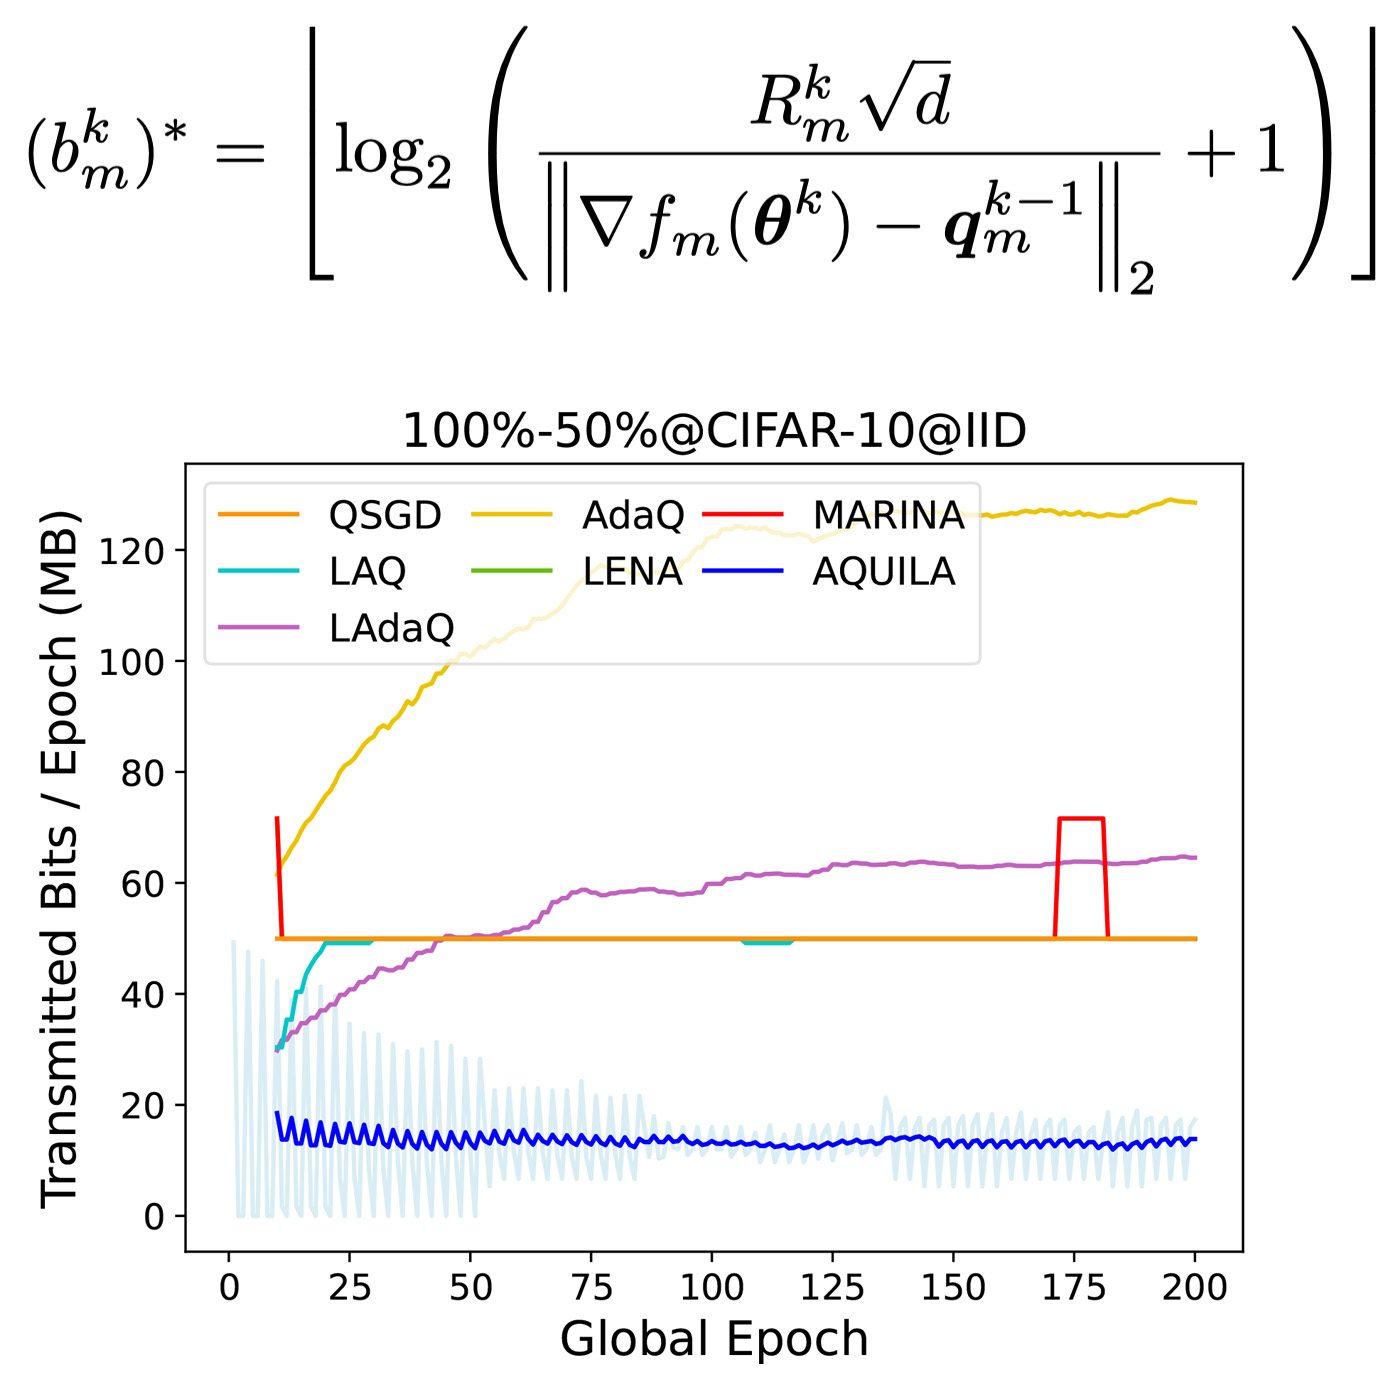 (b_m^k)^* = ⌊ log_2 ( R_m^k √d / ‖∇f_m(θ^k) − q_m^{k−1}‖_2 + 1 ) ⌋
100%-50%@CIFAR-10@IID
QSGD AdaQ MARINA
LAQ LENA AQUILA
LAdaQ
Transmitted Bits / Epoch (MB)
120
100
80
60
40
20
0
0 25 50 75 100 125 150 175 200
Global Epoch